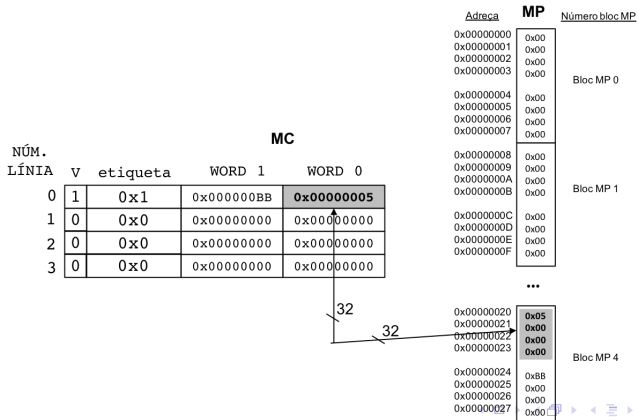 Adreça MP Número bloc MP
0x00000000 0x00
0x00000001 0x00
0x00000002 0x00
0x00000003 0x00
Bloc MP 0
0x00000004 0x00
0x00000005 0x00
0x00000006 0x00
0x00000007 0x00
MC
NÚM.
LÍNIA V etiqueta WORD 1 WORD 0
0 1 0x1 0x000000BB 0x00000005
1 0 0x0 0x00000000 0x00000000
2 0 0x0 0x00000000 0x00000000
3 0 0x0 0x00000000 0x00000000
0x00000008 0x00
0x00000009 0x00
0x0000000A 0x00
0x0000000B 0x00
Bloc MP 1
0x0000000C 0x00
0x0000000D 0x00
0x0000000E 0x00
0x0000000F 0x00
...
32
32
0x00000020 0x05
0x00000021 0x00
0x00000022 0x00
0x00000023 0x00
Bloc MP 4
0x00000024 0xBB
0x00000025 0x00
0x00000026 0x00
0x00000027 0x00